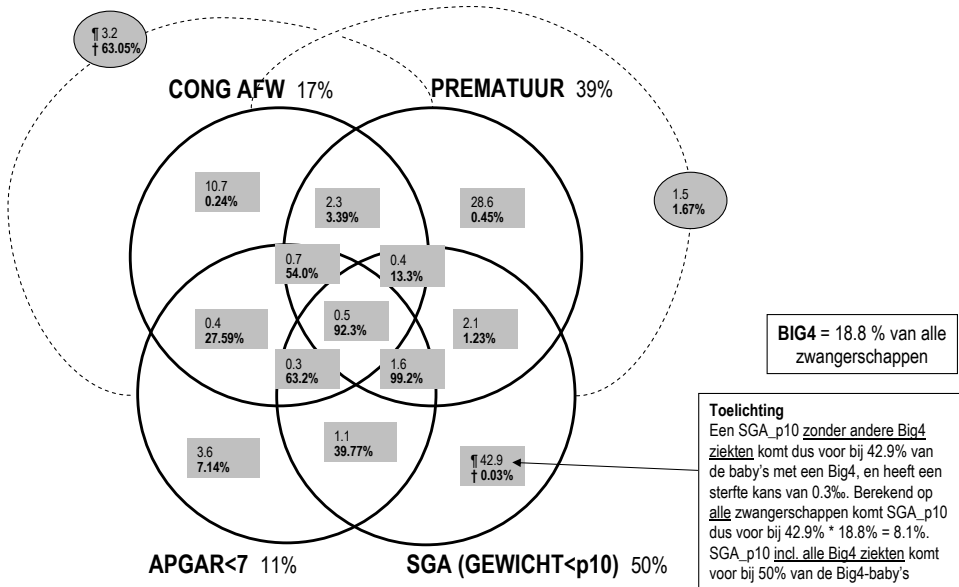 ¶ 3.2
† 63.05%
CONG AFW 17%
PREMATUUR 39%
10.7
0.24%
2.3
3.39%
28.6
0.45%
1.5
1.67%
0.7
54.0%
0.4
13.3%
0.4
27.59%
0.5
92.3%
2.1
1.23%
0.3
63.2%
1.6
99.2%
3.6
7.14%
1.1
39.77%
¶ 42.9
† 0.03%
APGAR<7 11%
SGA (GEWICHT<p10) 50%
BIG4 = 18.8 % van alle
zwangerschappen
Toelichting
Een SGA_p10 zonder andere Big4
ziekten komt dus voor bij 42.9% van
de baby's met een Big4, en heeft een
sterfte kans van 0.3‰. Berekend op
alle zwangerschappen komt SGA_p10
dus voor bij 42.9% * 18.8% = 8.1%.
SGA_p10 incl. alle Big4 ziekten komt
voor bij 50% van de Big4-baby's